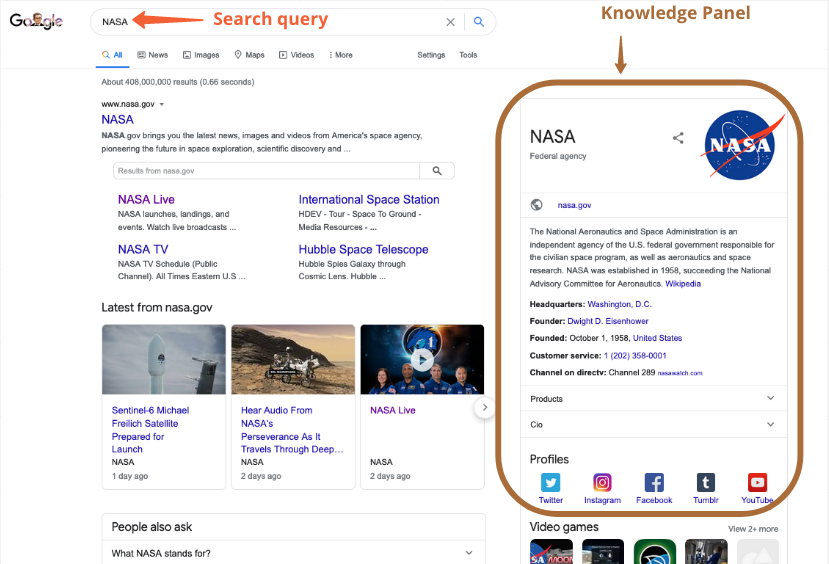 Google
NASA
Search query
All
News
Images
Maps
Videos
More
Settings
Tools
About 408,000,000 results (0.66 seconds)
www.nasa.gov
NASA
NASA.gov brings you the latest news, images and videos from America's space agency,
pioneering the future in space exploration, scientific discovery and ...
Results from nasa.gov
NASA Live
NASA launches, landings, and
events. Watch live broadcasts ...
International Space Station
HDEV - Tour - Space To Ground -
Media Resources - ...
NASA TV
NASA TV Schedule (Public
Channel). All Times Eastern U.S ...
Hubble Space Telescope
Hubble Spies Galaxy through
Cosmic Lens. Hubble ...
Latest from nasa.gov
Sentinel-6 Michael
Freilich Satellite
Prepared for
Launch
NASA
1 day ago
Hear Audio From
NASA's
Perseverance As It
Travels Through Deep...
NASA
2 days ago
NASA Live
NASA
2 days ago
People also ask
What NASA stands for?
Knowledge Panel
NASA
Federal agency
NASA
nasa.gov
The National Aeronautics and Space Administration is an
independent agency of the U.S. federal government responsible for
the civilian space program, as well as aeronautics and space
research. NASA was established in 1958, succeeding the National
Advisory Committee for Aeronautics. Wikipedia
Headquarters: Washington, D.C.
Founder: Dwight D. Eisenhower
Founded: October 1, 1958, United States
Customer service: 1 (202) 358-0001
Channel on directv: Channel 289 nasawatch.com
Products
Cio
Profiles
Twitter
Instagram
Facebook
Tumblr
YouTube
Video games
View 2+ more
MOON